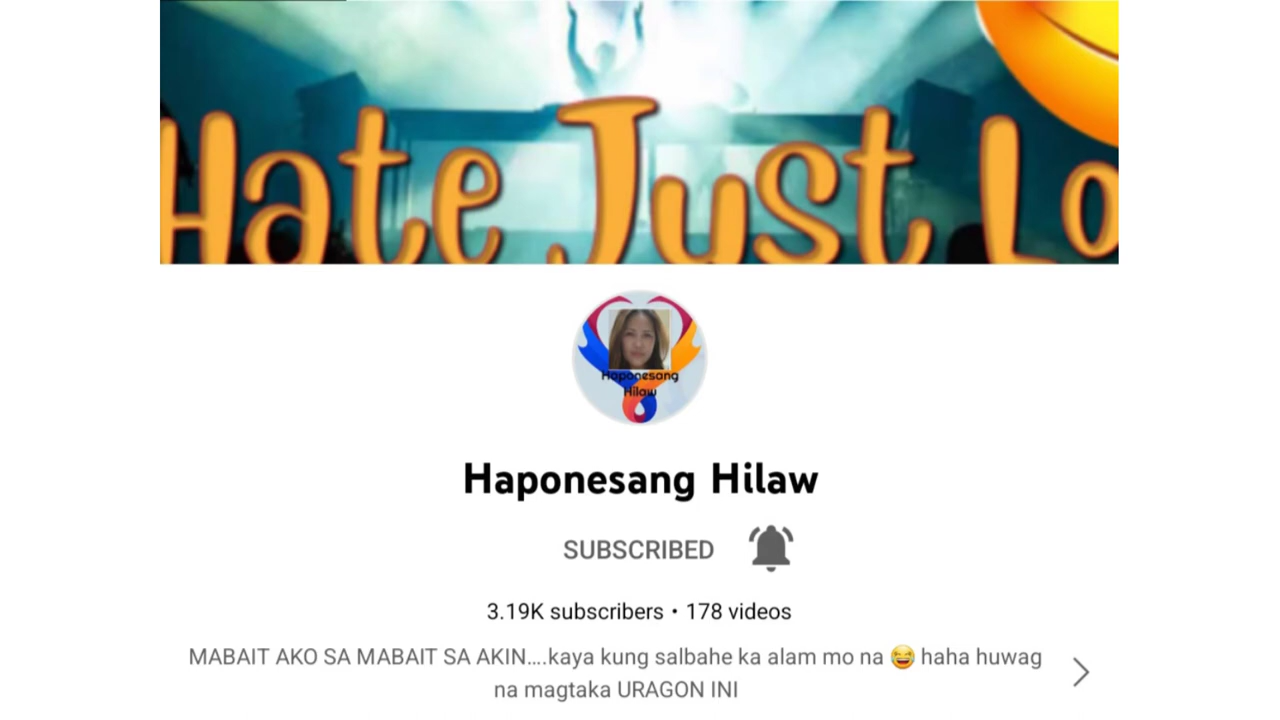 Hate Just Lo
Haponesang
Hilaw
Haponesang Hilaw
SUBSCRIBED
3.19K subscribers • 178 videos
MABAIT AKO SA MABAIT SA AKIN....kaya kung salbahe ka alam mo na 😆 haha huwag
na magtaka URAGON INI